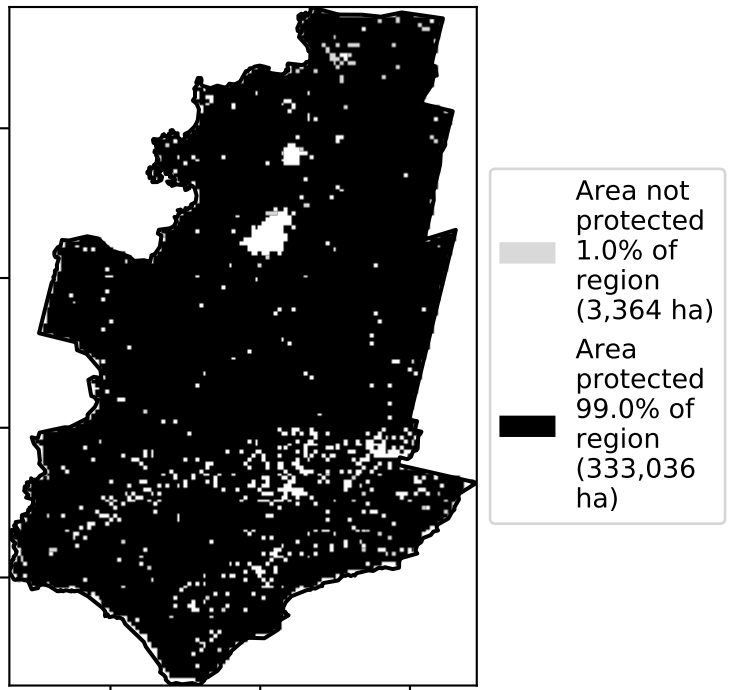 Area not
protected
1.0% of
region
(3,364 ha)
Area
protected
99.0% of
region
(333,036
ha)